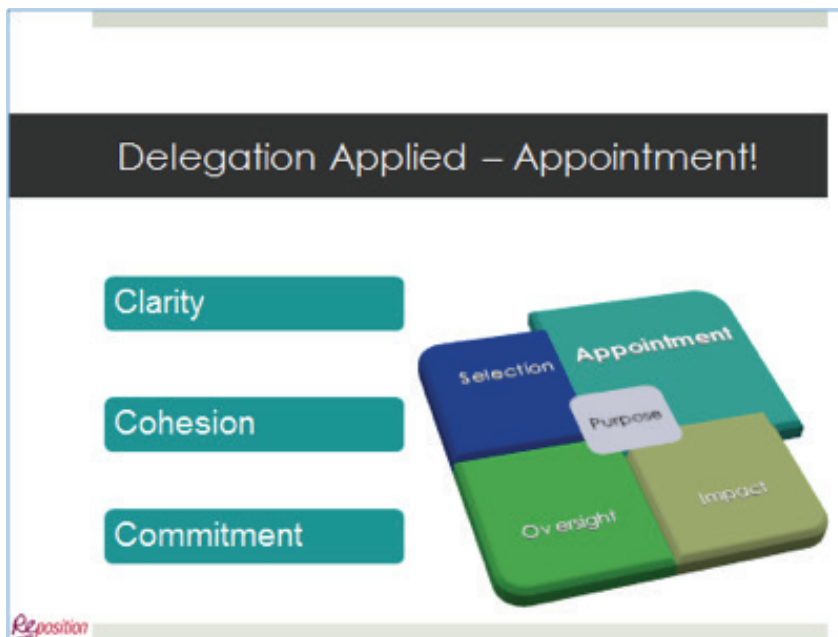 Delegation Applied – Appointment!
Clarity
Cohesion
Commitment
Selection
Appointment
Purpose
Oversight
Impact
Reposition